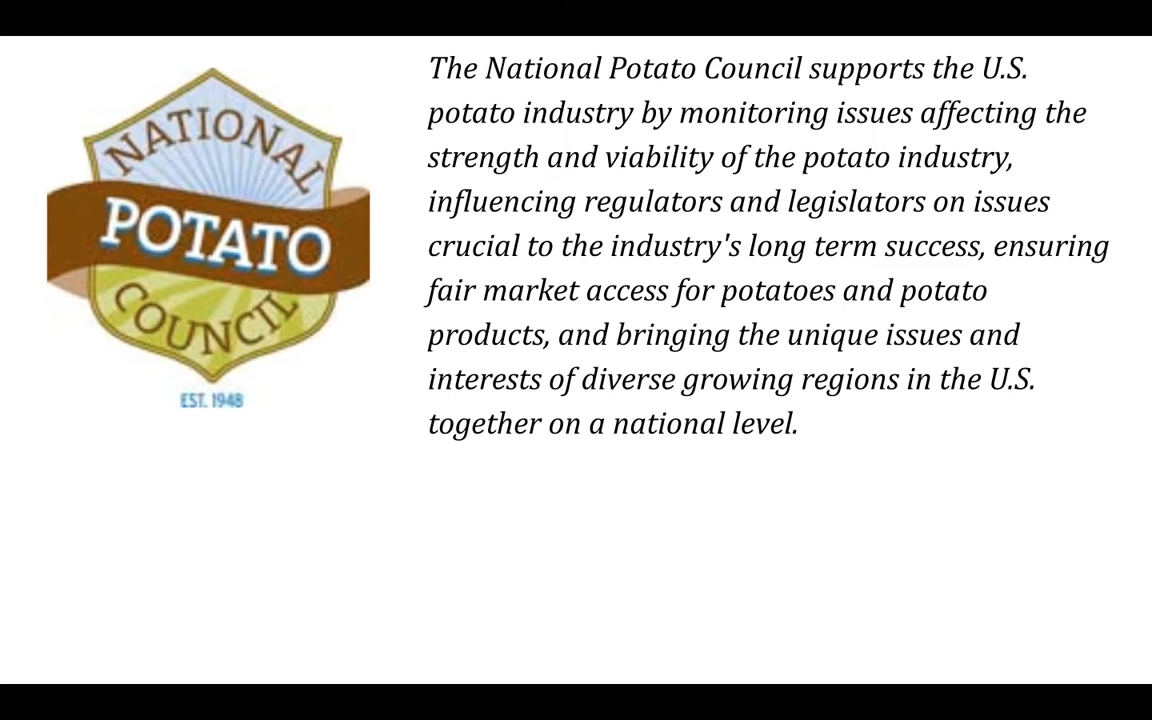 NATIONAL
POTATO
COUNCIL
EST. 1948
The National Potato Council supports the U.S.
potato industry by monitoring issues affecting the
strength and viability of the potato industry,
influencing regulators and legislators on issues
crucial to the industry's long term success, ensuring
fair market access for potatoes and potato
products, and bringing the unique issues and
interests of diverse growing regions in the U.S.
together on a national level.